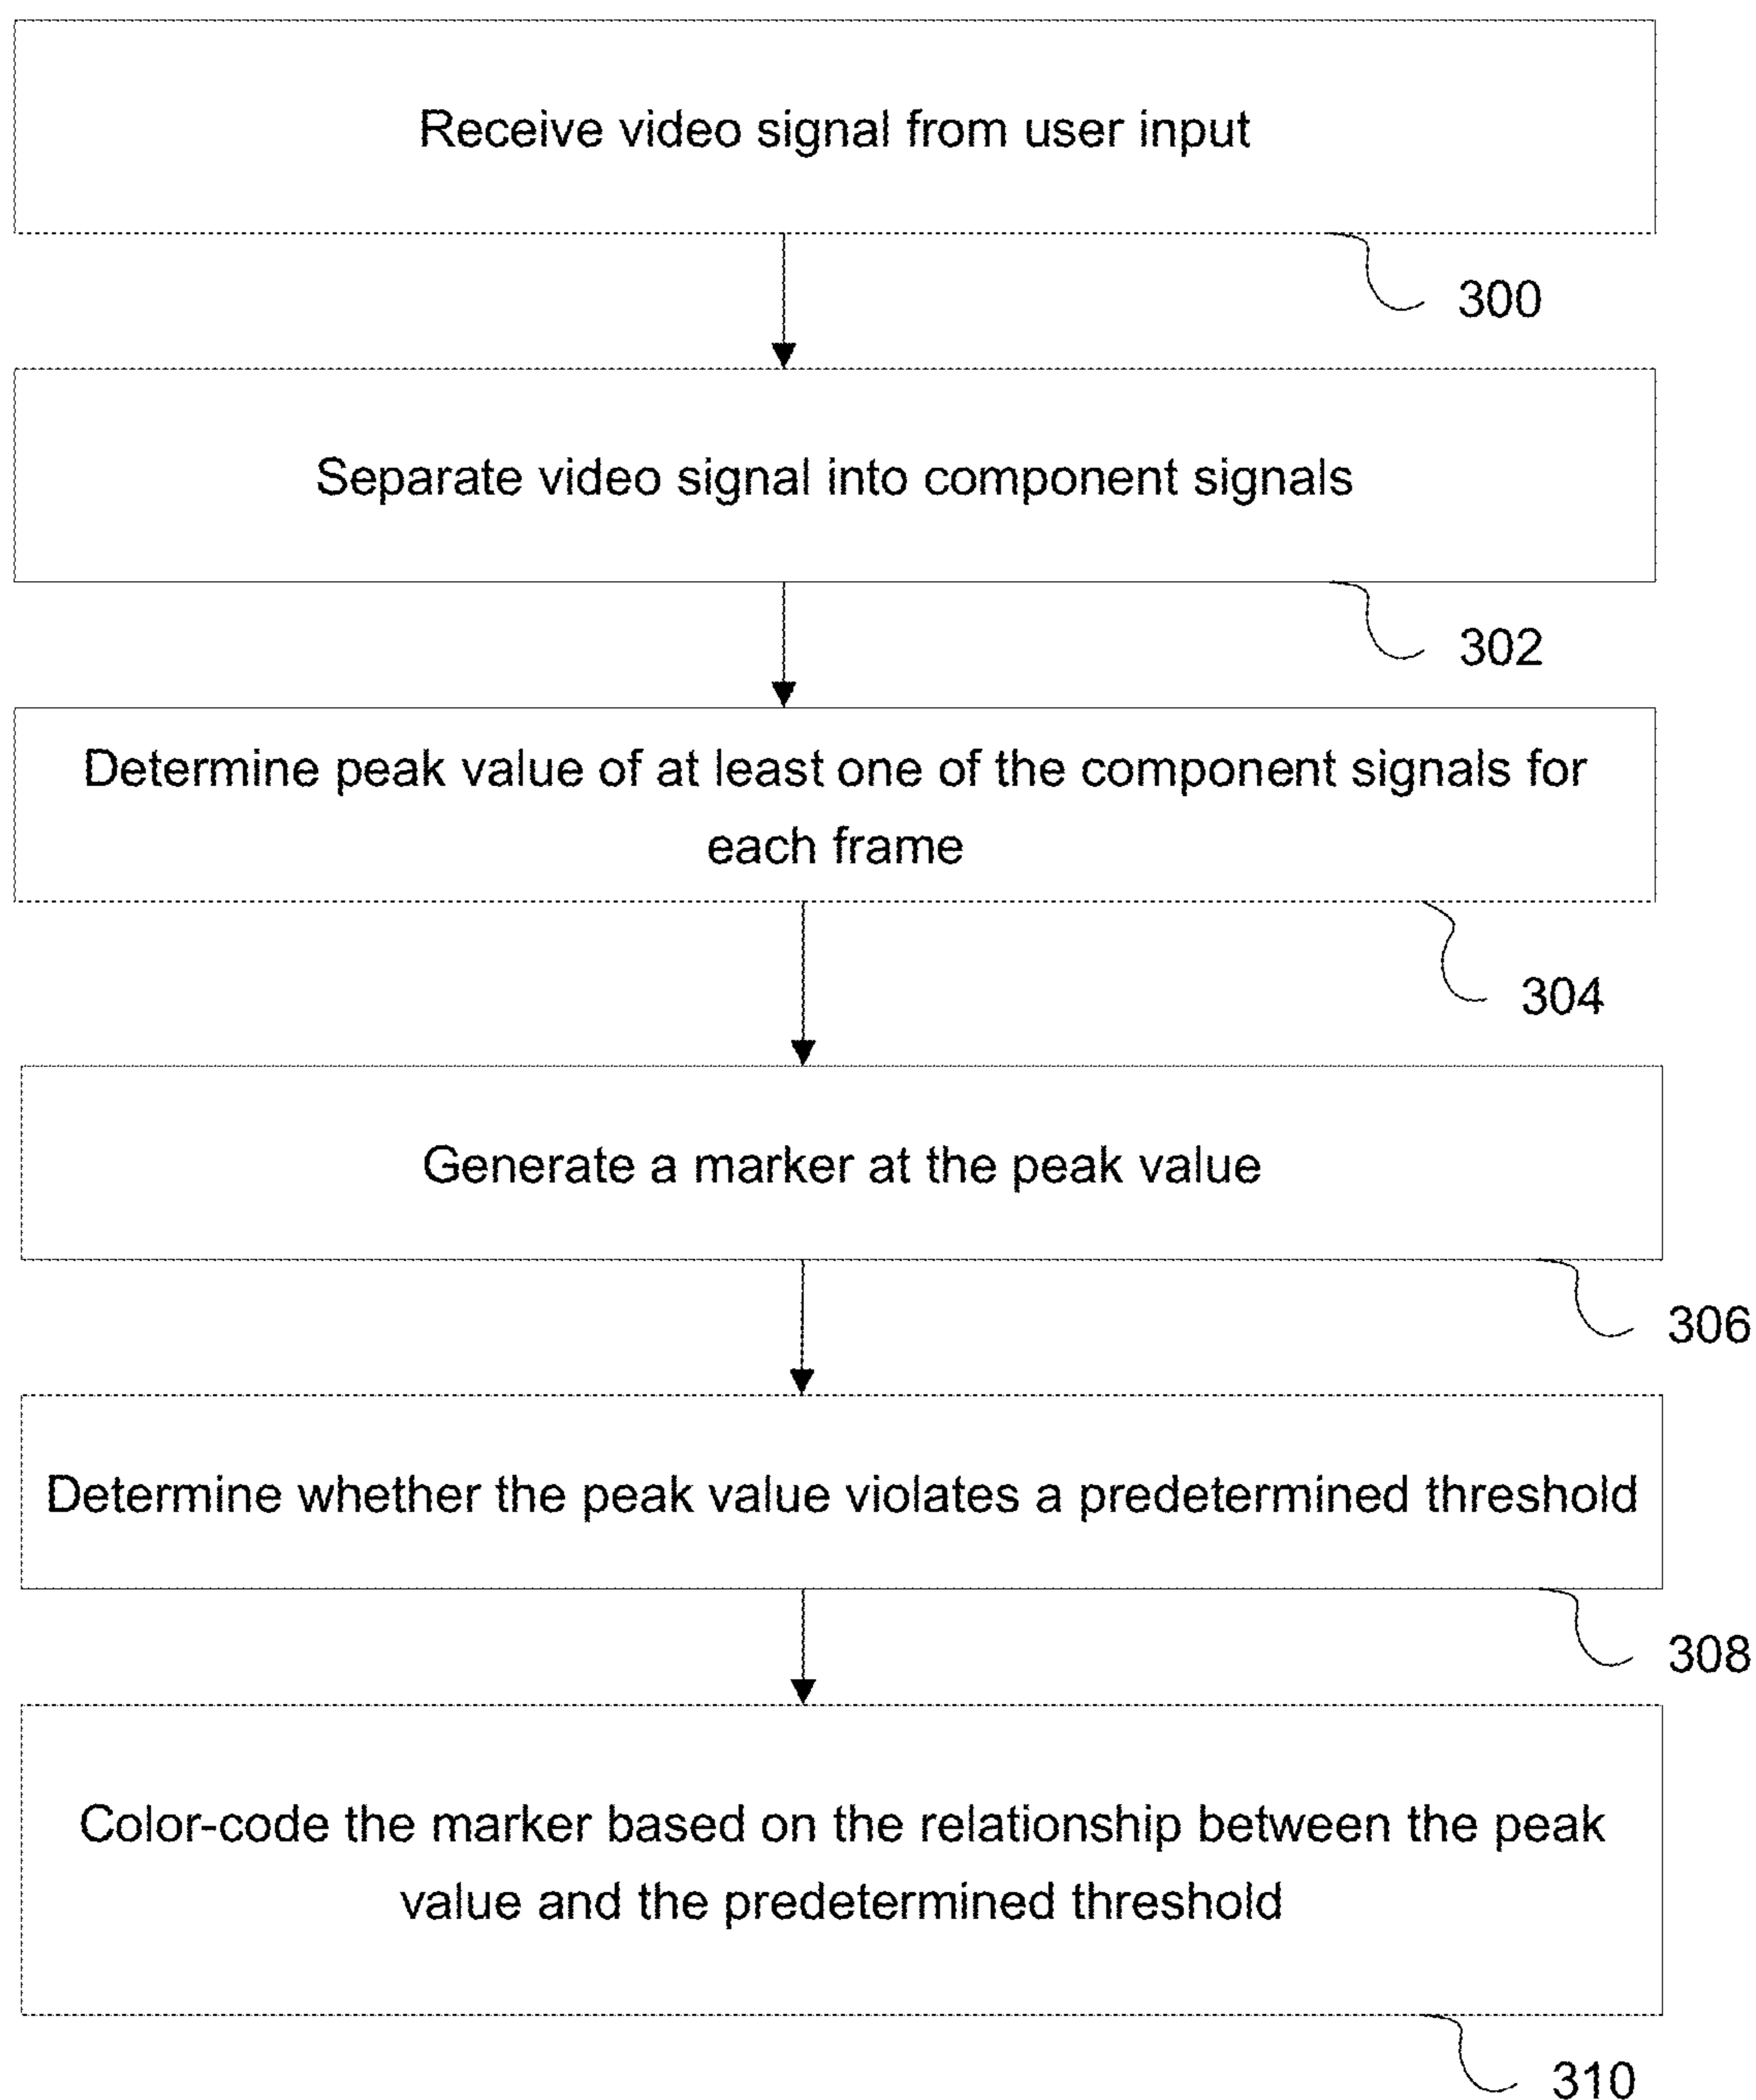 Receive video signal from user input
300
Separate video signal into component signals
302
Determine peak value of at least one of the component signals for
each frame
304
Generate a marker at the peak value
306
Determine whether the peak value violates a predetermined threshold
308
Color-code the marker based on the relationship between the peak
value and the predetermined threshold
310